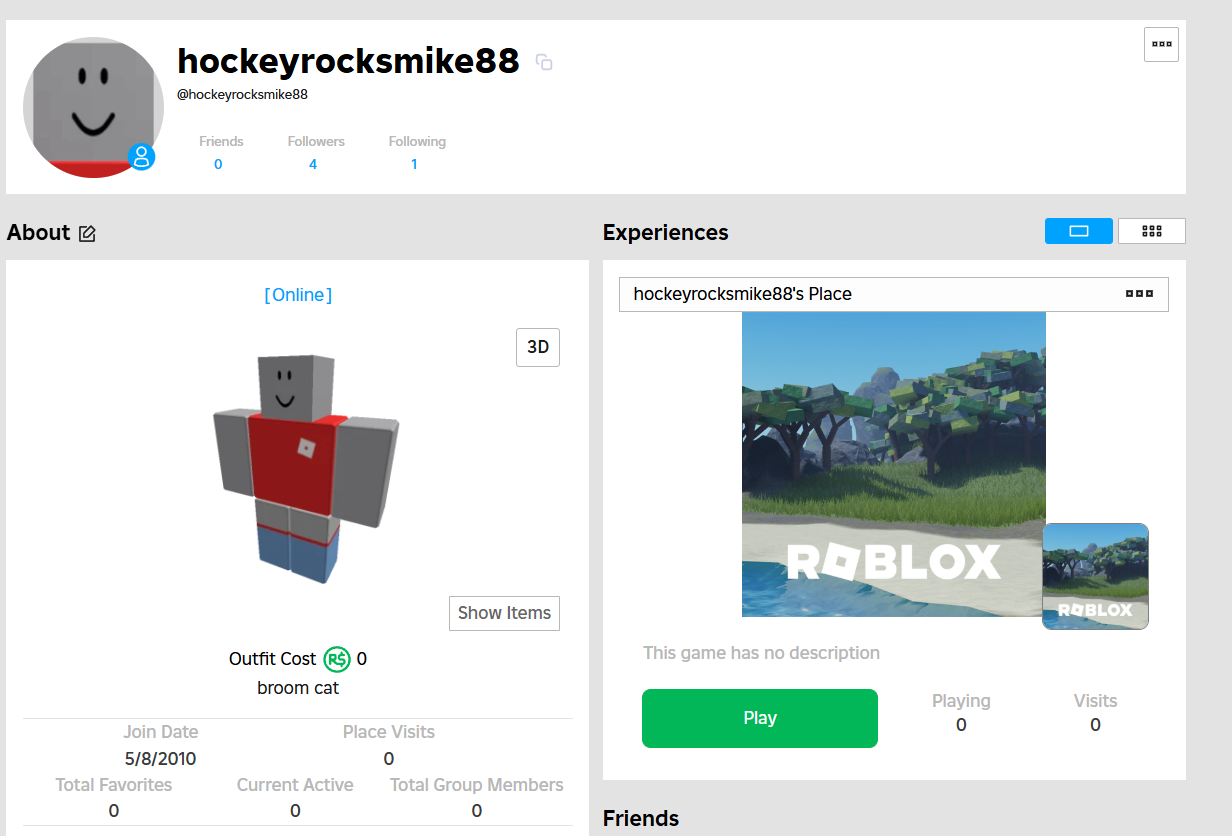 hockeyrocksmike88
@hockeyrocksmike88
Friends Followers Following
0 4 1
About
[Online]
3D
Show Items
Outfit Cost R$ 0
broom cat
Join Date Place Visits
5/8/2010 0
Total Favorites Current Active Total Group Members
0 0 0
Experiences
hockeyrocksmike88's Place
ROBLOX
ROBLOX
This game has no description
Play
Playing Visits
0 0
Friends